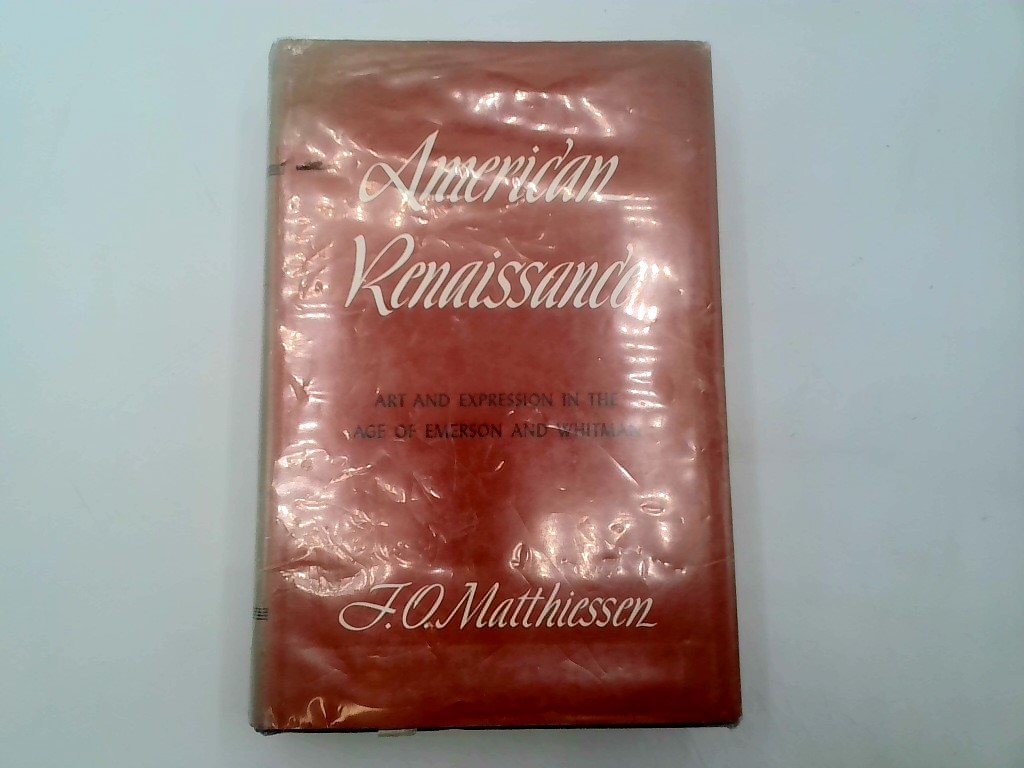 American
Renaissance
ART AND EXPRESSION IN THE
AGE OF EMERSON AND WHITMAN
F.O. Matthiessen